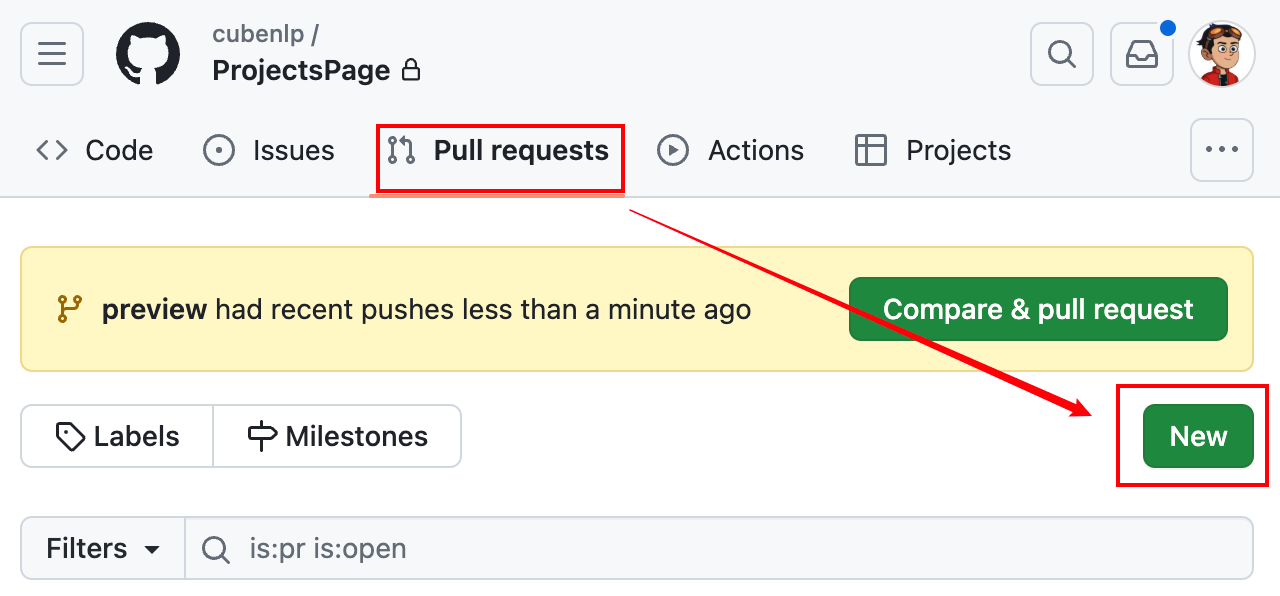 cubenlp /
ProjectsPage
Code Issues Pull requests Actions Projects
preview had recent pushes less than a minute ago Compare & pull request
Labels Milestones New
Filters is:pr is:open